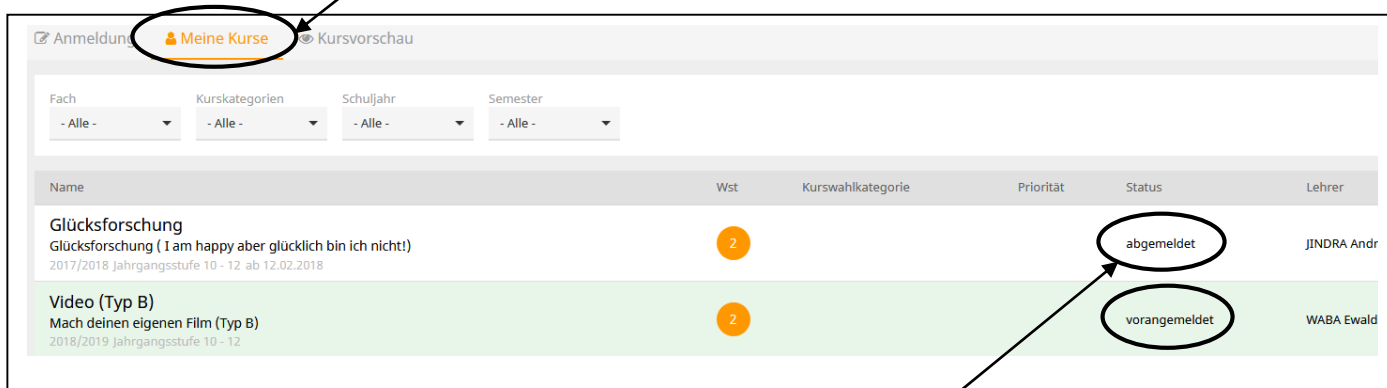 Anmeldung Meine Kurse Kursvorschau
Fach Kurskategorien Schuljahr Semester
- Alle - - Alle - - Alle - - Alle -
Name Wst Kurswahlkategorie Priorität Status Lehrer
Glücksforschung
Glücksforschung ( I am happy aber glücklich bin ich nicht!) 2 abgemeldet JINDRA Andr
2017/2018 Jahrgangsstufe 10 - 12 ab 12.02.2018
Video (Typ B)
Mach deinen eigenen Film (Typ B) 2 vorangemeldet WABA Ewald
2018/2019 Jahrgangsstufe 10 - 12